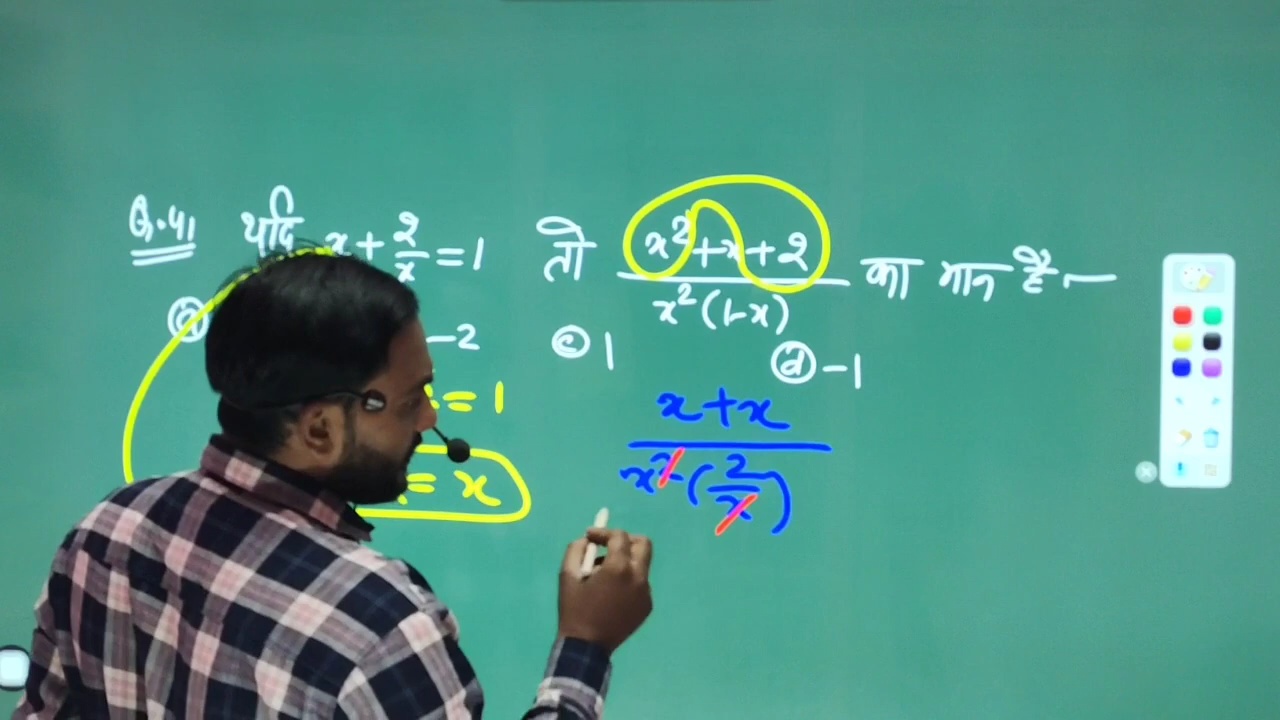 Q.41 यदि x + 2/x = 1 तो (x² + x + 2)/(x²(1-x)) का मान है :—
ⓐ -2 ⓒ 1 ⓓ -1
= 1
= x
(x + x)/(x²(2/x))